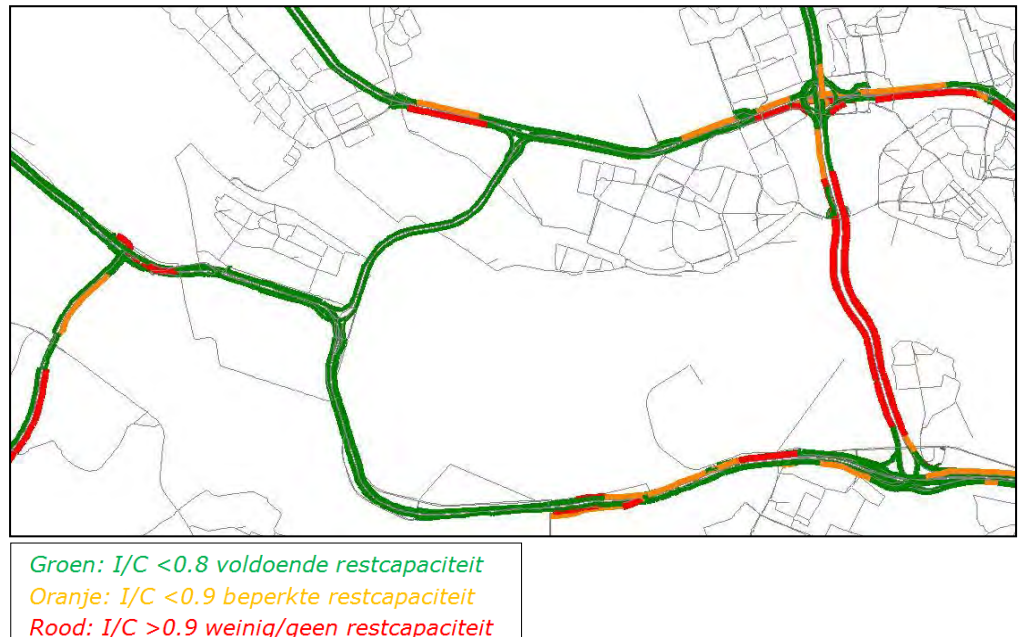 Groen: I/C <0.8 voldoende restcapaciteit
Oranje: I/C <0.9 beperkte restcapaciteit
Rood: I/C >0.9 weinig/geen restcapaciteit